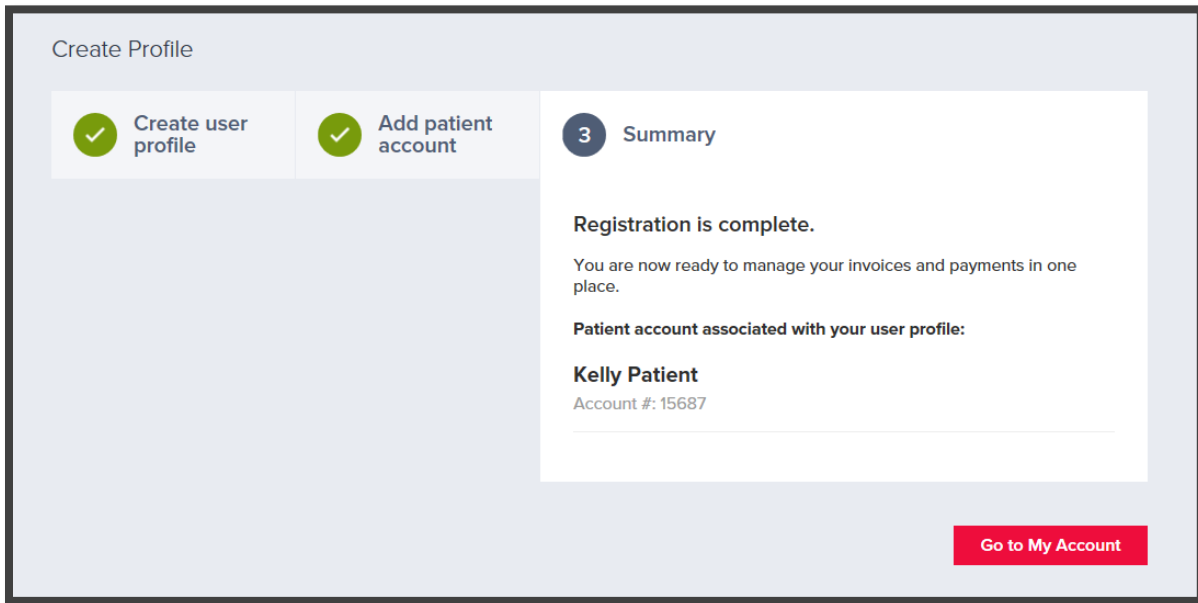 Create Profile
Create user
profile
Add patient
account
3 Summary
Registration is complete.
You are now ready to manage your invoices and payments in one
place.
Patient account associated with your user profile:
Kelly Patient
Account #: 15687
Go to My Account